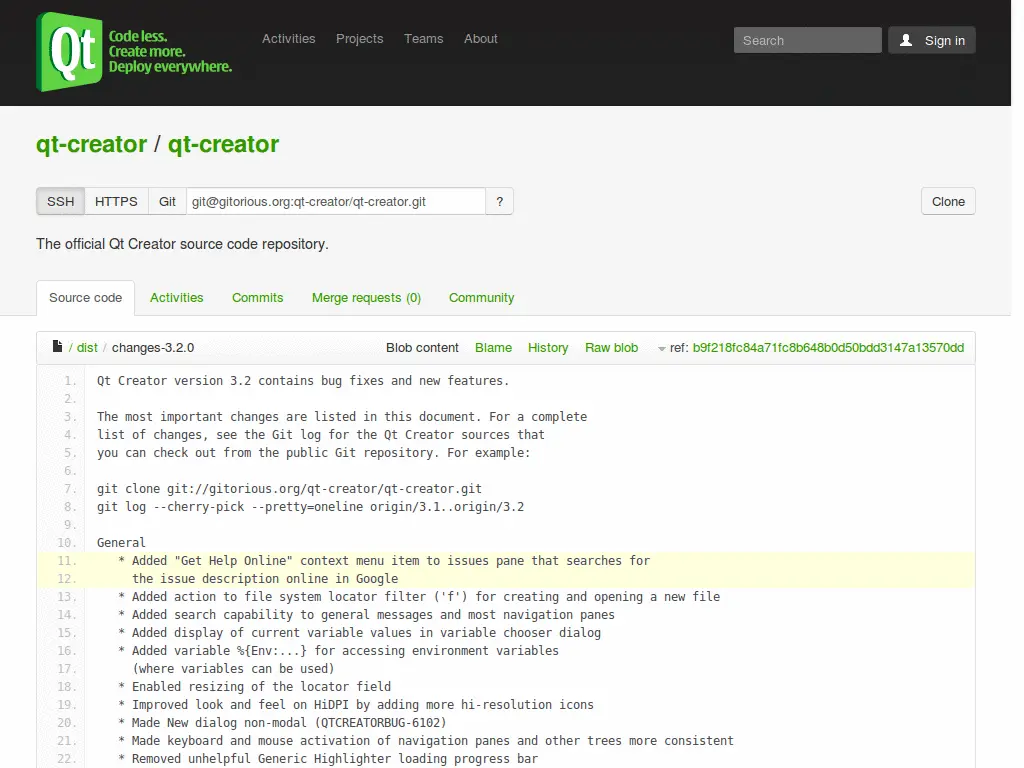 Qt Code less.
Create more.
Deploy everywhere.
Activities Projects Teams About Search Sign in
qt-creator / qt-creator
SSH HTTPS Git git@gitorious.org:qt-creator/qt-creator.git ? Clone
The official Qt Creator source code repository.
Source code Activities Commits Merge requests (0) Community
/ dist / changes-3.2.0 Blob content Blame History Raw blob ref: b9f218fc84a71fc8b648b0d50bdd3147a13570dd
1. Qt Creator version 3.2 contains bug fixes and new features.
2.
3. The most important changes are listed in this document. For a complete
4. list of changes, see the Git log for the Qt Creator sources that
5. you can check out from the public Git repository. For example:
6.
7. git clone git://gitorious.org/qt-creator/qt-creator.git
8. git log --cherry-pick --pretty=oneline origin/3.1..origin/3.2
9.
10. General
11. * Added "Get Help Online" context menu item to issues pane that searches for
12. the issue description online in Google
13. * Added action to file system locator filter ('f') for creating and opening a new file
14. * Added search capability to general messages and most navigation panes
15. * Added display of current variable values in variable chooser dialog
16. * Added variable %{Env:...} for accessing environment variables
17. (where variables can be used)
18. * Enabled resizing of the locator field
19. * Improved look and feel on HiDPI by adding more hi-resolution icons
20. * Made New dialog non-modal (QTCREATORBUG-6102)
21. * Made keyboard and mouse activation of navigation panes and other trees more consistent
22. * Removed unhelpful Generic Highlighter loading progress bar